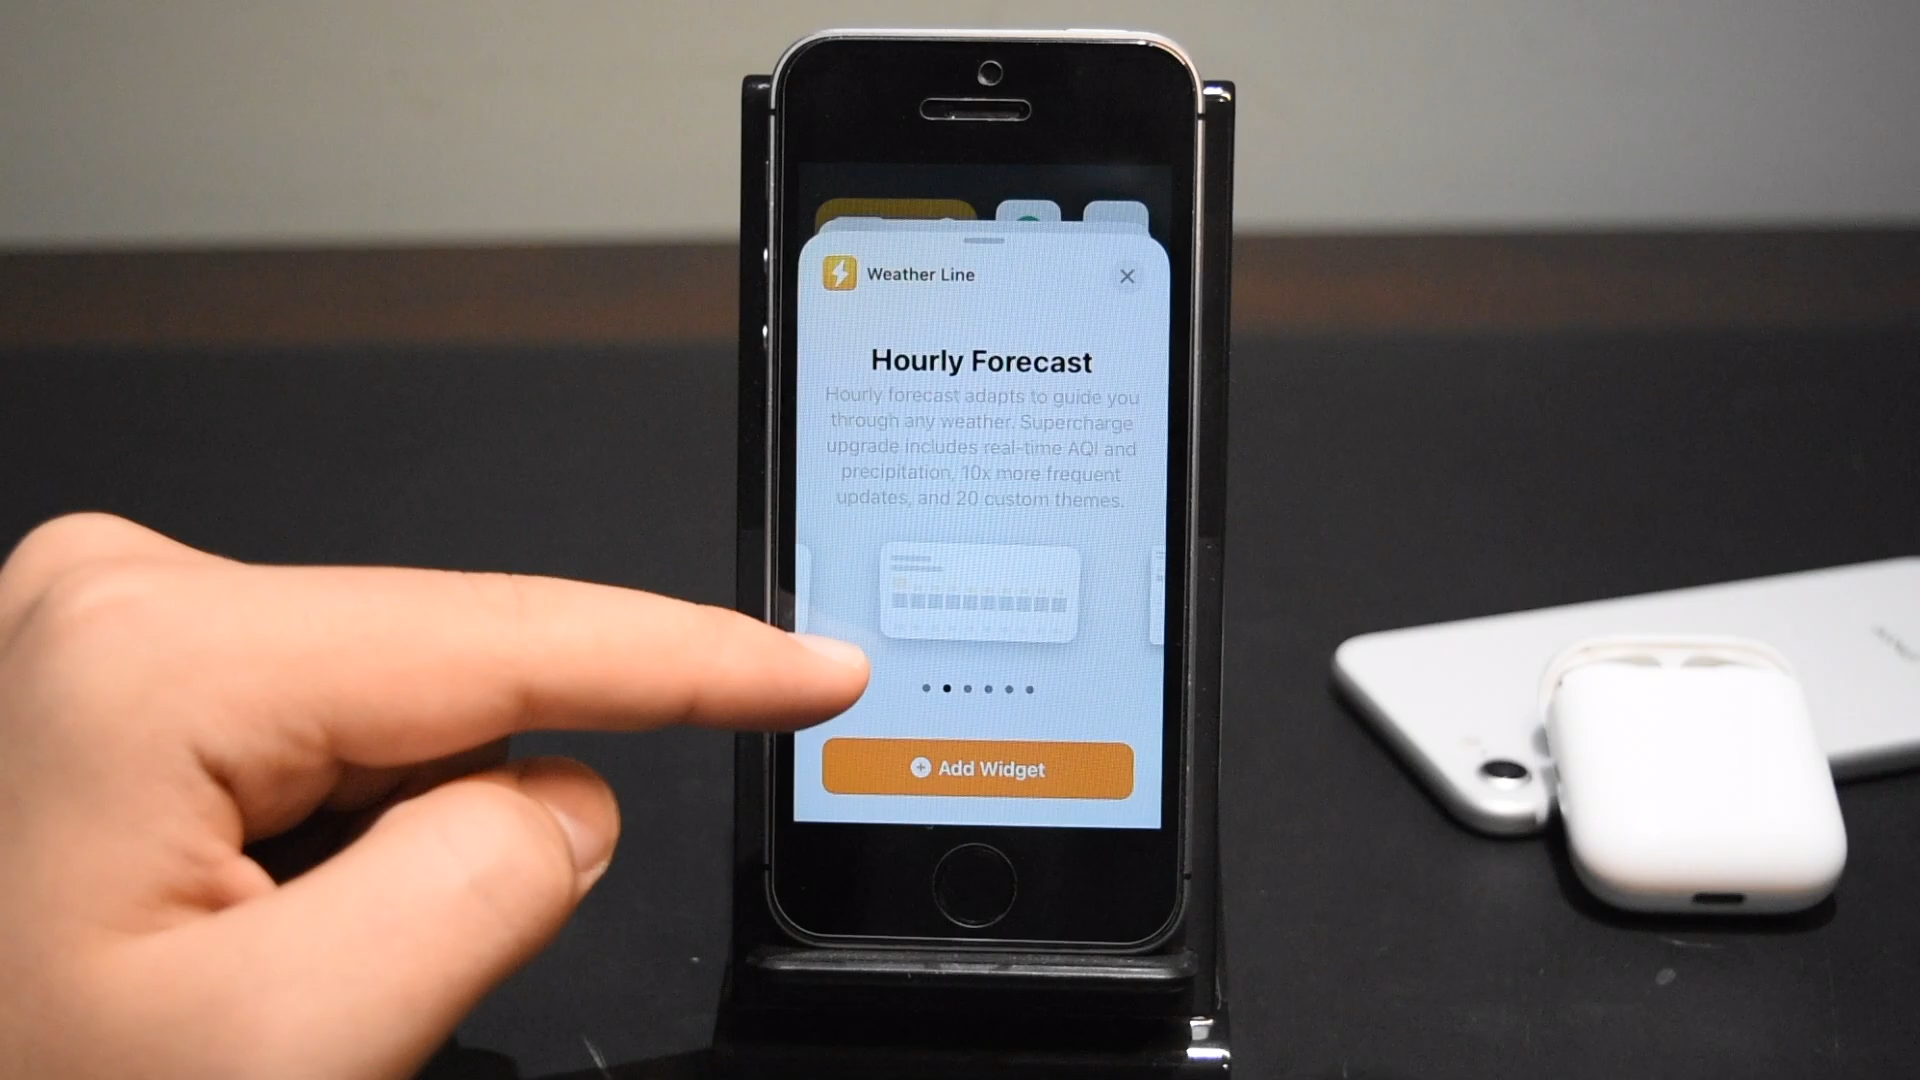 Weather Line
Hourly Forecast
Hourly forecast adapts to guide you
through any weather. Supercharge
upgrade includes real-time AQI and
precipitation, 10x more frequent
updates, and 20 custom themes.
Add Widget